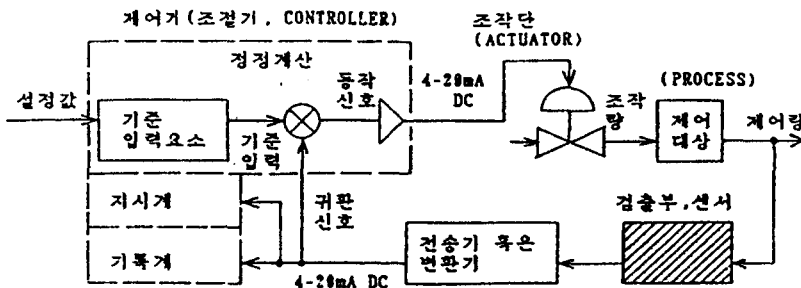 제어기(조절기, CONTROLLER)
조작단
(ACTUATOR)
정정계산
동작
신호
4-20mA
DC
(PROCESS)
설정값
기준
입력요소
기준
입력
조작
량
제어
대상
제어량
지시계
귀환
신호
검출부,센서
기록계
전송기 혹은
변환기
4-20mA DC